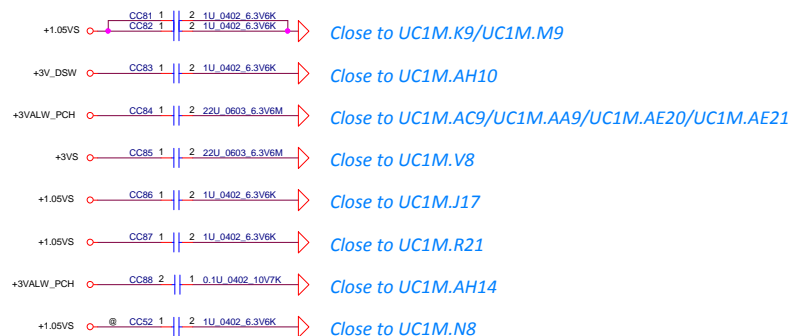 CC81 1 2 1U_0402_6.3V6K
+1.05VS CC82 1 2 1U_0402_6.3V6K Close to UC1M.K9/UC1M.M9
+3V_DSW CC83 1 2 1U_0402_6.3V6K Close to UC1M.AH10
+3VALW_PCH CC84 1 2 22U_0603_6.3V6M Close to UC1M.AC9/UC1M.AA9/UC1M.AE20/UC1M.AE21
+3VS CC85 1 2 22U_0603_6.3V6M Close to UC1M.V8
+1.05VS CC86 1 2 1U_0402_6.3V6K Close to UC1M.J17
+1.05VS CC87 1 2 1U_0402_6.3V6K Close to UC1M.R21
+3VALW_PCH CC88 2 1 0.1U_0402_10V7K Close to UC1M.AH14
+1.05VS @ CC52 1 2 1U_0402_6.3V6K Close to UC1M.N8